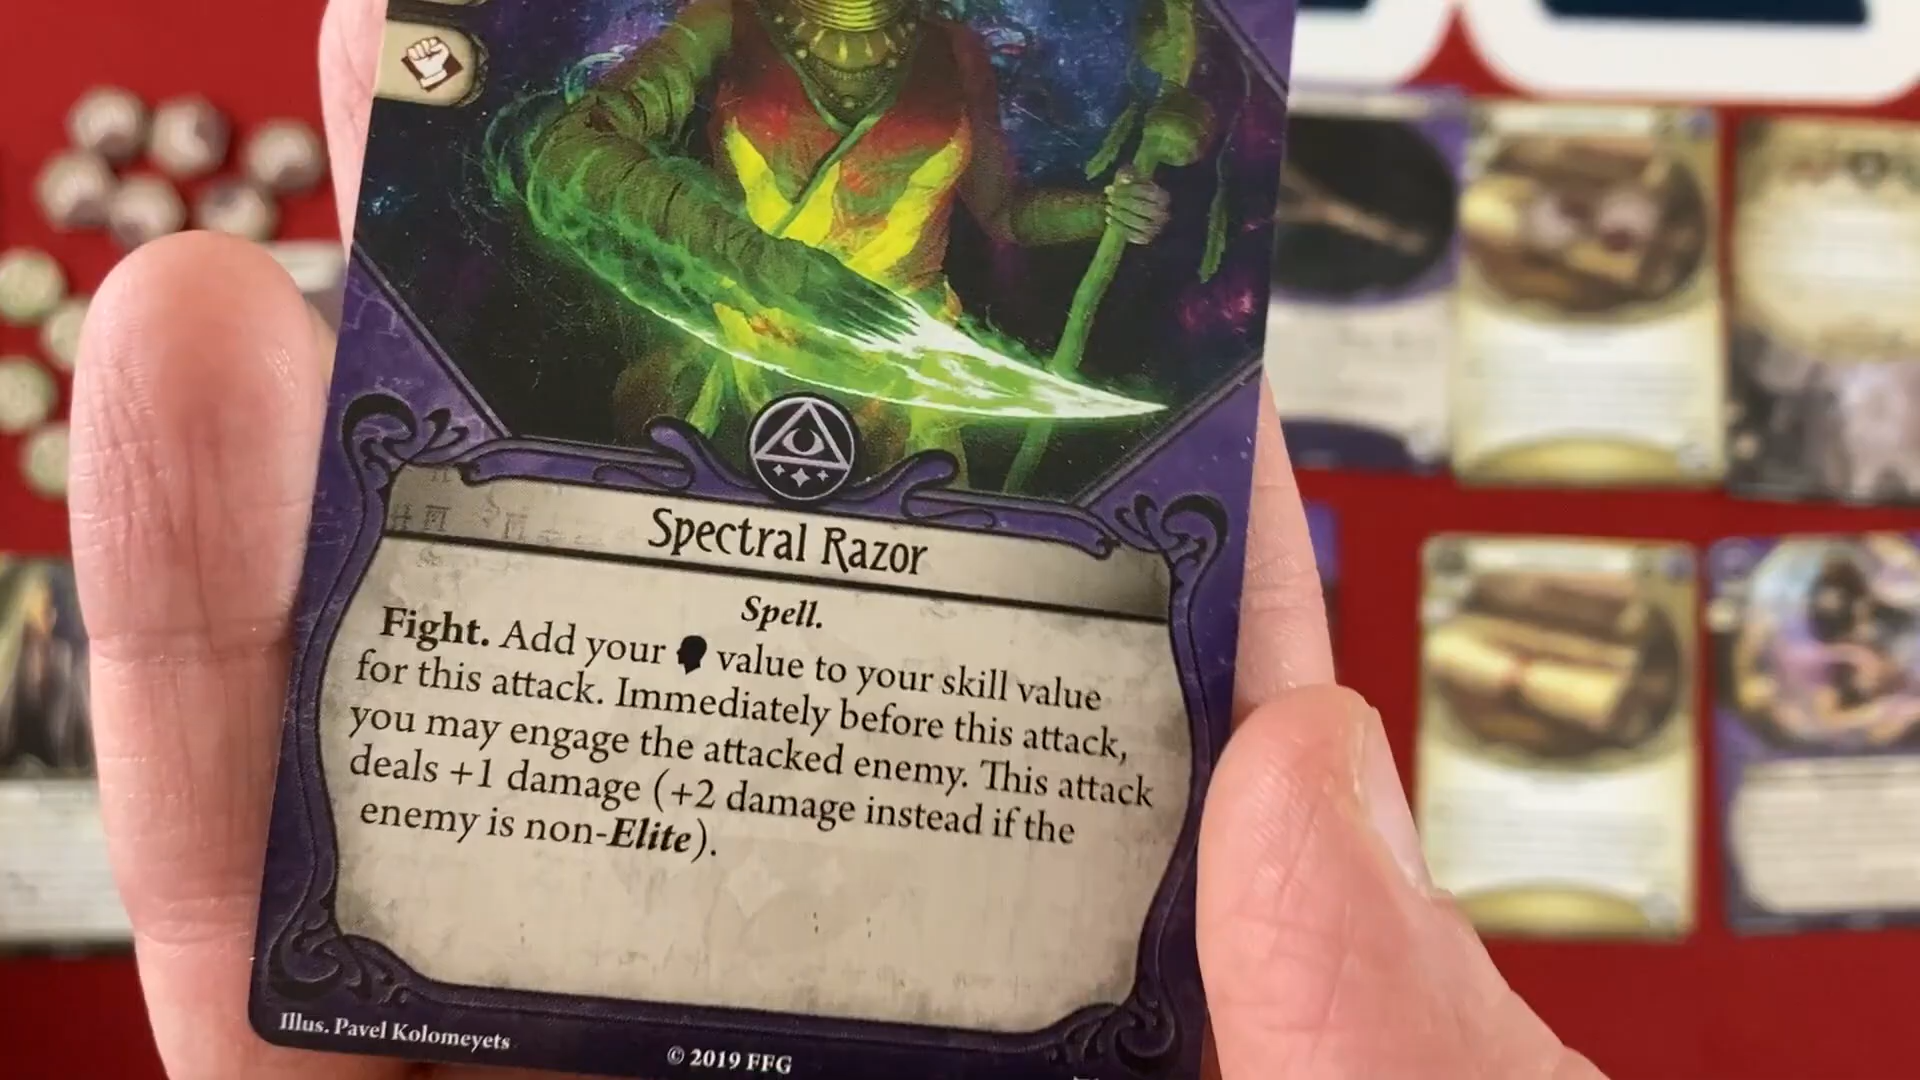 Spectral Razor
Spell.
Fight. Add your value to your skill value
for this attack. Immediately before this attack,
you may engage the attacked enemy. This attack
deals +1 damage (+2 damage instead if the
enemy is non-Elite).
Illus. Pavel Kolomeyets
© 2019 FFG